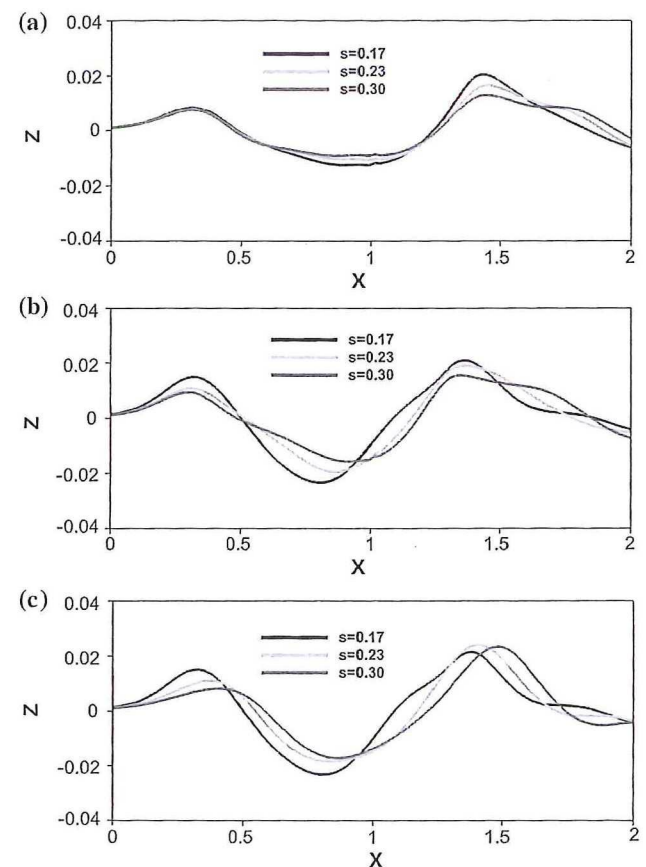 (a)
0.04
0.02
0
-0.02
-0.04
Z
s=0.17
s=0.23
s=0.30
0 0.5 1 1.5 2
X
(b)
0.04
0.02
0
-0.02
-0.04
Z
s=0.17
s=0.23
s=0.30
0 0.5 1 1.5 2
X
(c)
0.04
0.02
0
-0.02
-0.04
Z
s=0.17
s=0.23
s=0.30
0 0.5 1 1.5 2
X